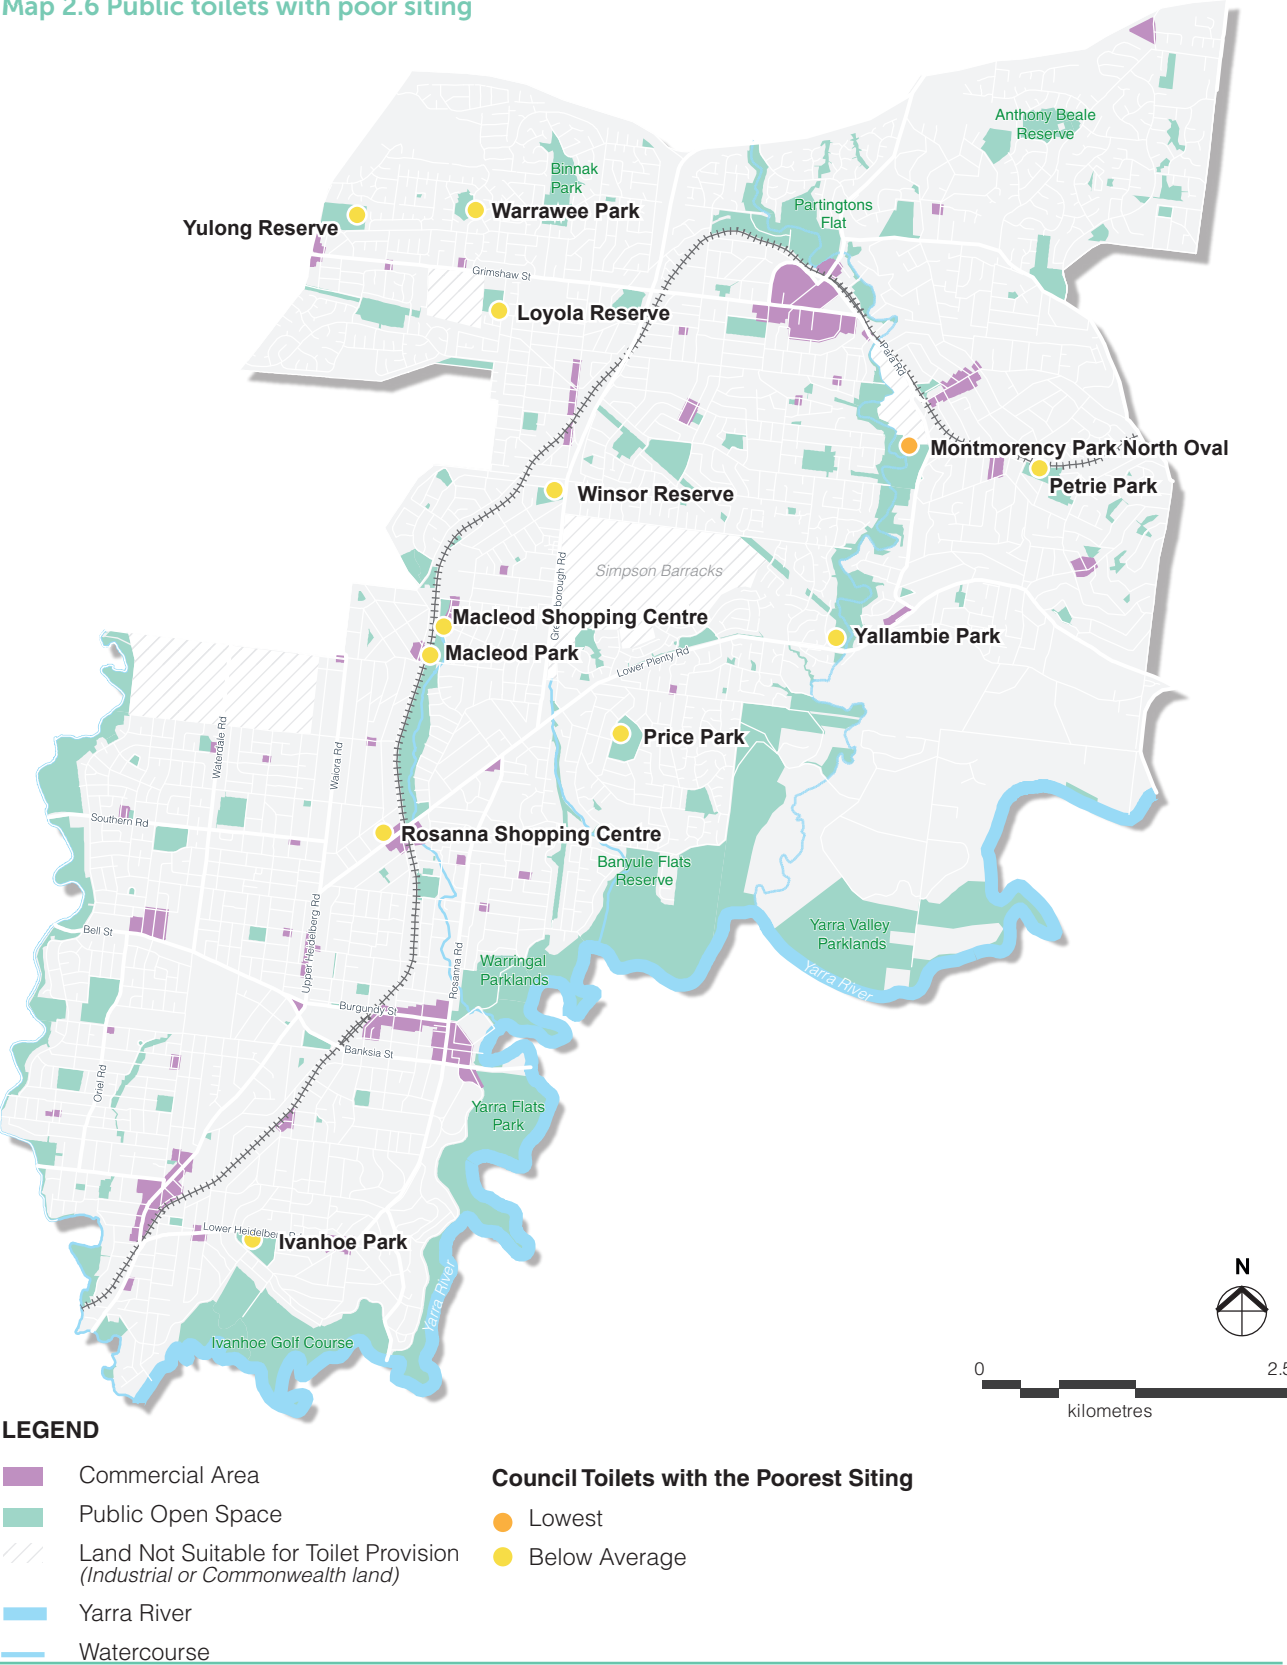 Map 2.6 Public toilets with poor siting
Anthony Beale
Reserve
Binnak
Park
Partingtons
Flat
Warrawee Park
Yulong Reserve
Grimshaw St
Loyola Reserve
Para Rd
Montmorency Park North Oval
Petrie Park
Winsor Reserve
Simpson Barracks
Macleod Shopping Centre
Yallambie Park
Macleod Park
Lower Plenty Rd
Waterdale Rd
Waiora Rd
Price Park
Southern Rd
Rosanna Shopping Centre
Banyule Flats
Reserve
Yarra Valley
Parklands
Bell St
Upper Heidelberg Rd
Rosanna Rd
Warringal
Parklands
Yarra River
Burgundy St
Banksia St
Oriel Rd
Yarra Flats
Park
Lower Heidelber
Ivanhoe Park
Yarra River
Ivanhoe Golf Course
N
0 2.5
kilometres
LEGEND
Commercial Area
Public Open Space
Land Not Suitable for Toilet Provision
(Industrial or Commonwealth land)
Yarra River
Watercourse
Council Toilets with the Poorest Siting
Lowest
Below Average